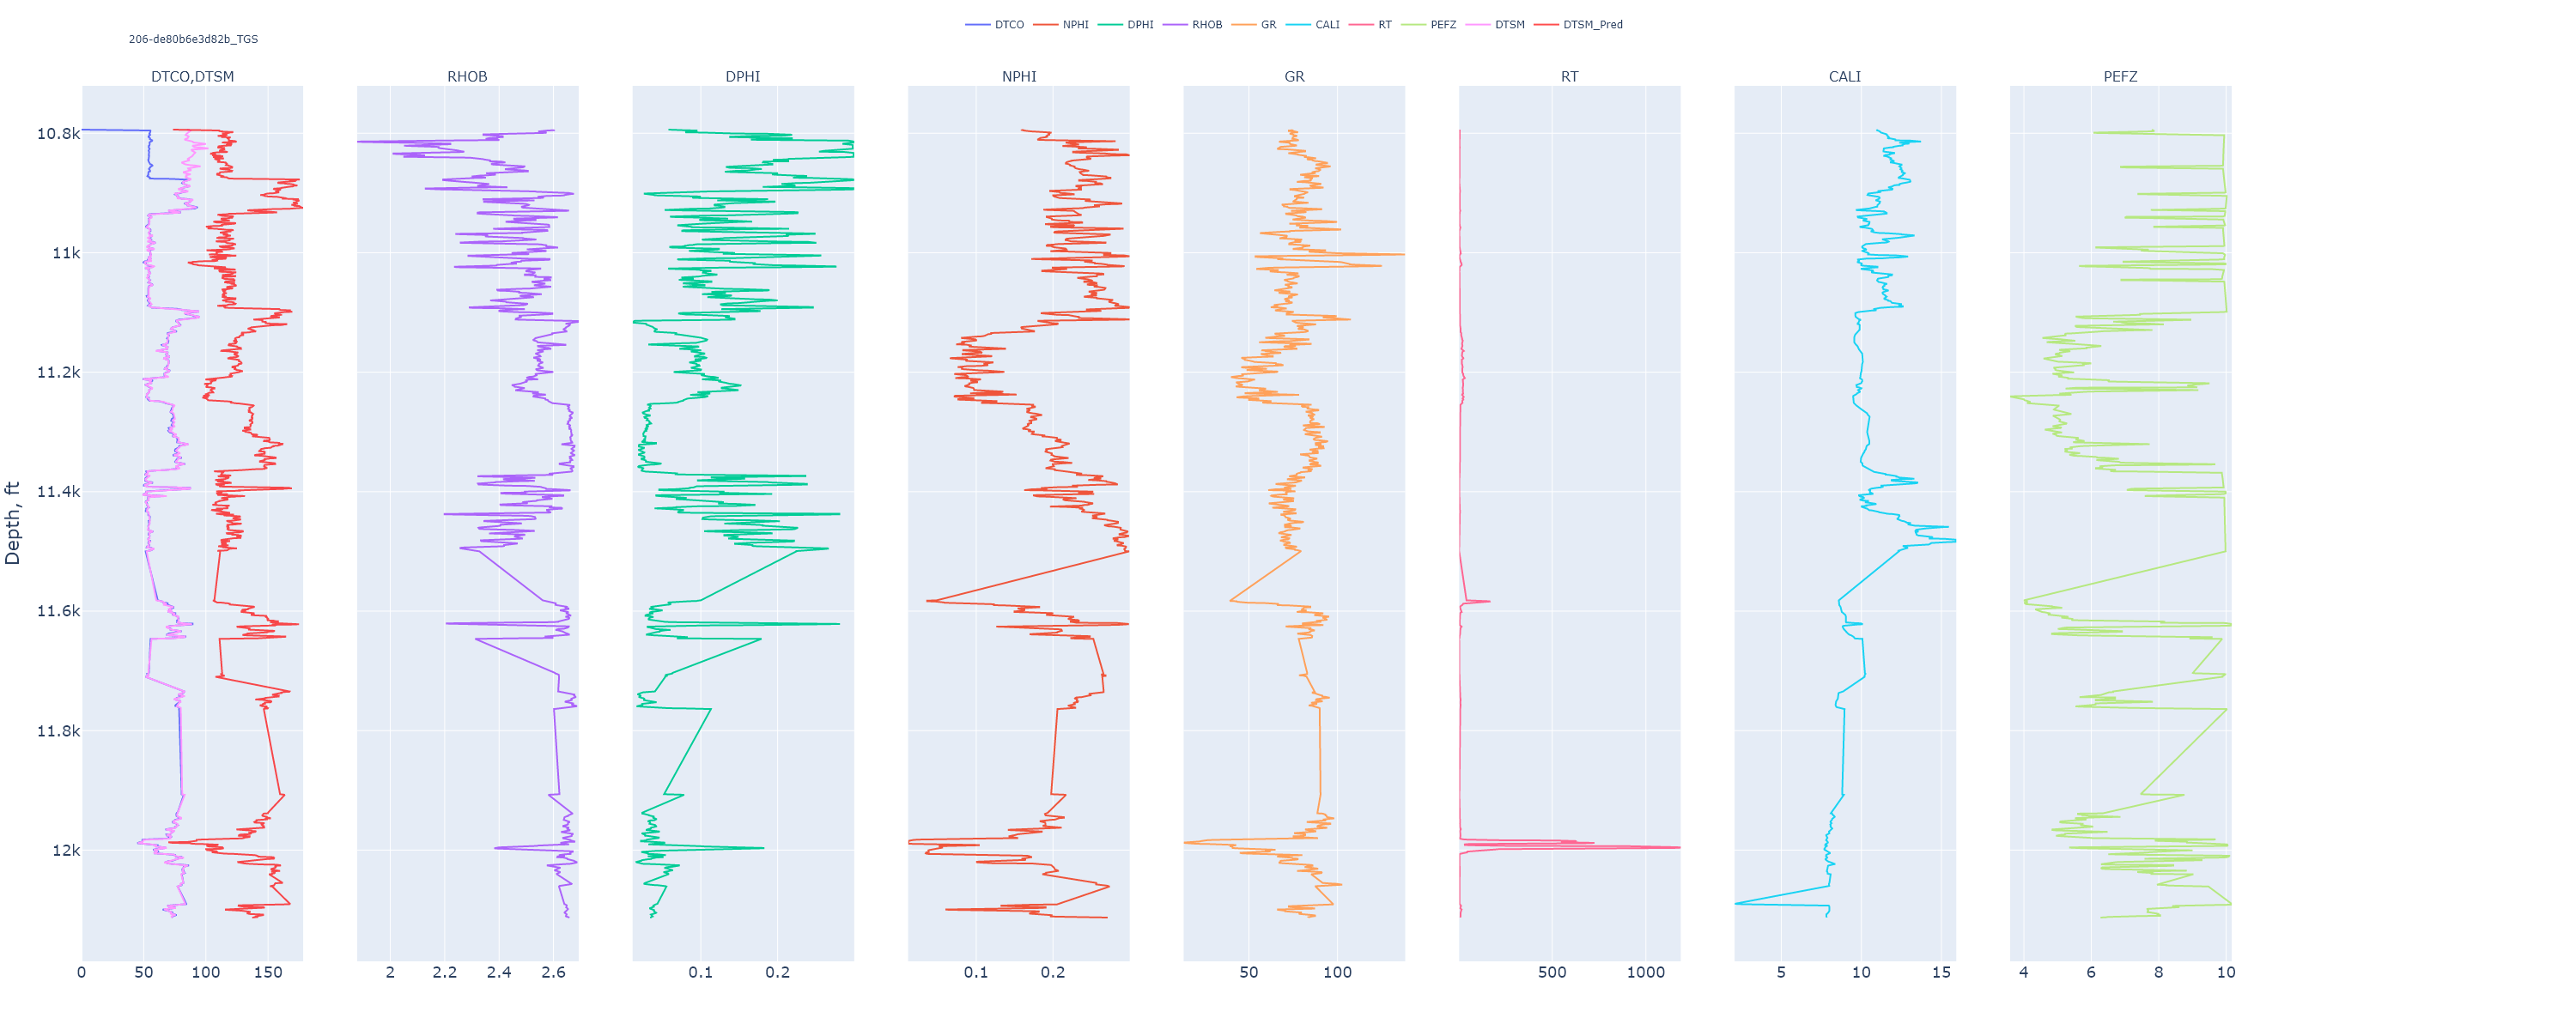 DTCO NPHI DPHI RHOB GR CALI RT PEFZ DTSM DTSM_Pred
206-de80b6e3d82b_TGS
DTCO,DTSM RHOB DPHI NPHI GR RT CALI PEFZ
10.8k
11k
11.2k
11.4k
Depth, ft
11.6k
11.8k
12k
0 50 100 150 2 2.2 2.4 2.6 0.1 0.2 0.1 0.2 50 100 500 1000 5 10 15 4 6 8 10